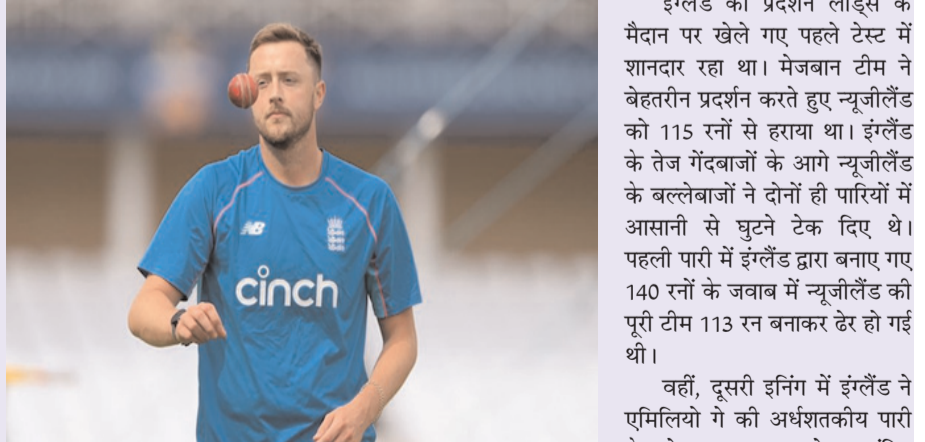 NB
cinch
इंग्लैंड का प्रदर्शन लॉर्ड्स के
मैदान पर खेले गए पहले टेस्ट में
शानदार रहा था। मेजबान टीम ने
बेहतरीन प्रदर्शन करते हुए न्यूजीलैंड
को 115 रनों से हराया था। इंग्लैंड
के तेज गेंदबाजों के आगे न्यूजीलैंड
के बल्लेबाजों ने दोनों ही पारियों में
आसानी से घुटने टेक दिए थे।
पहली पारी में इंग्लैंड द्वारा बनाए गए
140 रनों के जवाब में न्यूजीलैंड की
पूरी टीम 113 रन बनाकर ढेर हो गई
थी।
वहीं, दूसरी इनिंग में इंग्लैंड ने
एमिलियो गे की अर्धशतकीय पारी